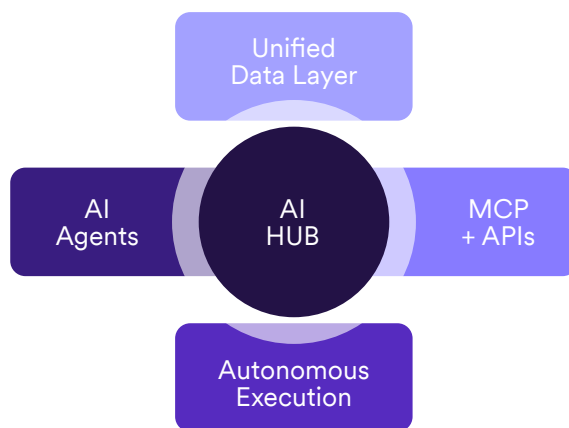 Unified
Data Layer
AI
Agents
AI
HUB
MCP
+ APIs
Autonomous
Execution